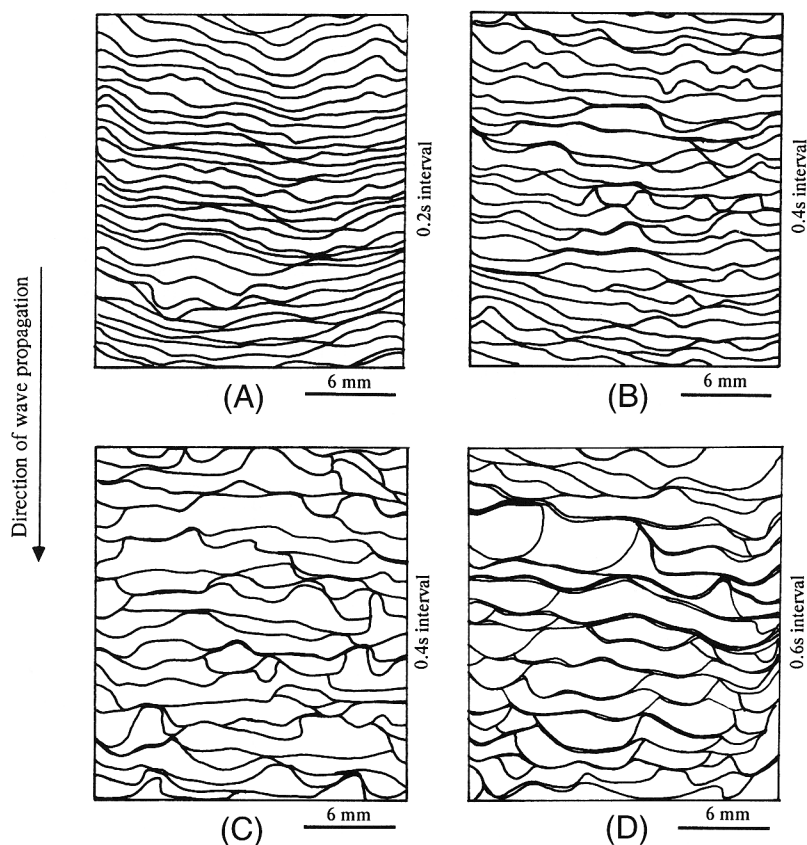 0.2s interval
6 mm
(A)
0.4s interval
6 mm
(B)
Direction of wave propagation
0.4s interval
6 mm
(C)
0.6s interval
6 mm
(D)